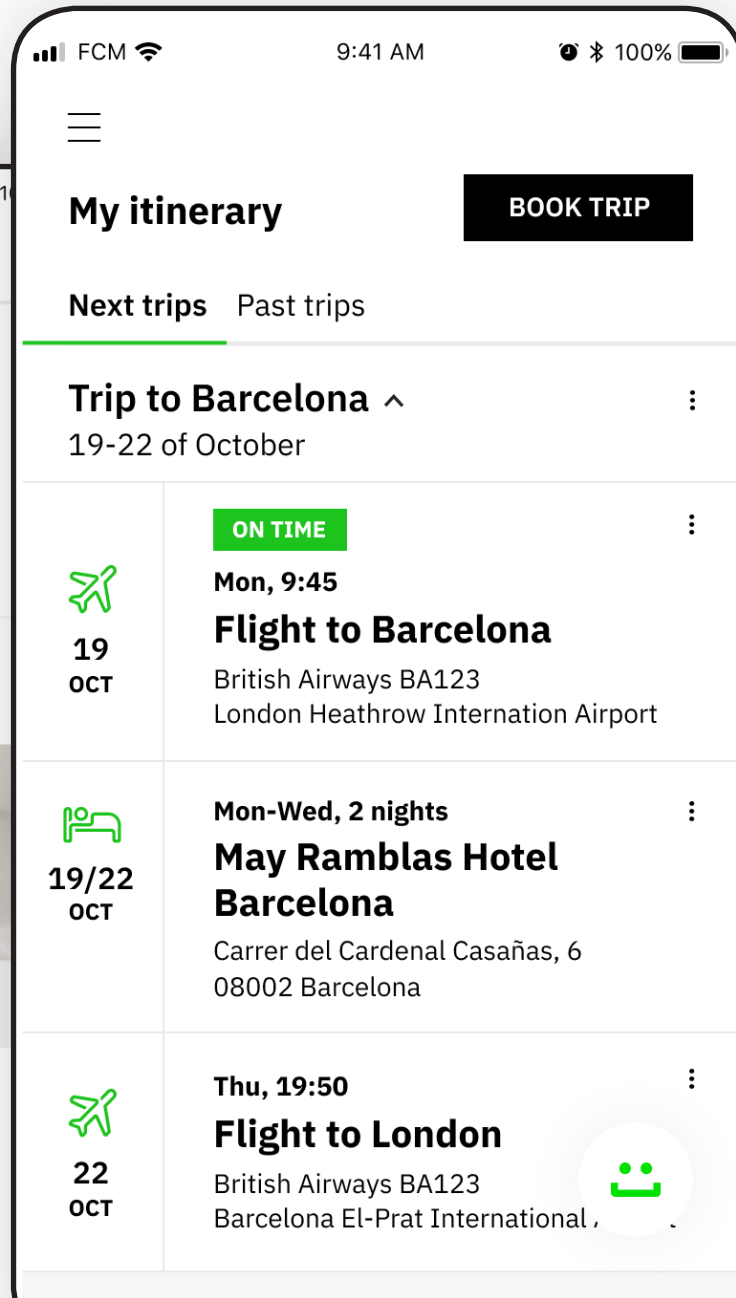 FCM 9:41 AM 100%
My itinerary
BOOK TRIP
Next trips Past trips
Trip to Barcelona
19-22 of October
ON TIME
19
OCT
Mon, 9:45
Flight to Barcelona
British Airways BA123
London Heathrow Internation Airport
19/22
OCT
Mon-Wed, 2 nights
May Ramblas Hotel
Barcelona
Carrer del Cardenal Casañas, 6
08002 Barcelona
22
OCT
Thu, 19:50
Flight to London
British Airways BA123
Barcelona El-Prat International